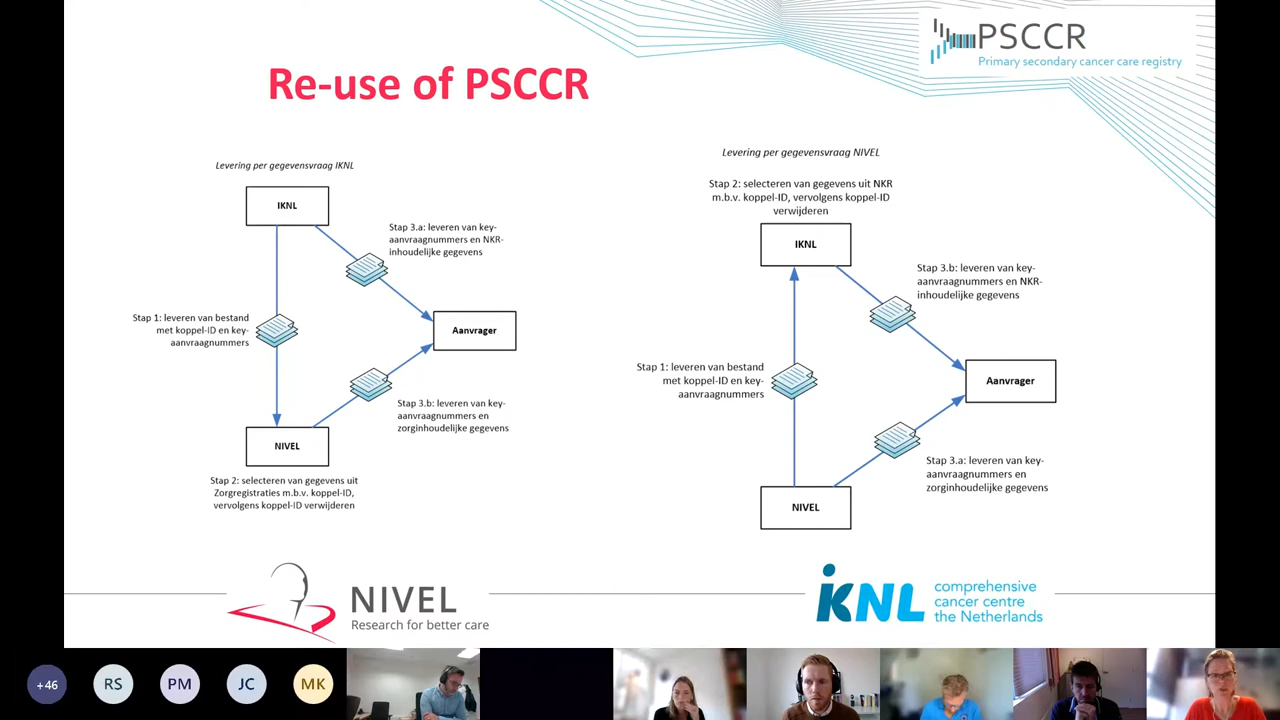 PSCCR
Primary secondary cancer care registry
Re-use of PSCCR
Levering per gegevensvraag IKNL
IKNL
Stap 3.a: leveren van key-
aanvraagnummers en NKR-
inhoudelijke gegevens
Stap 1: leveren van bestand
met koppel-ID en key-
aanvraagnummers
Aanvrager
Stap 3.b: leveren van key-
aanvraagnummers en
zorginhoudelijke gegevens
NIVEL
Stap 2: selecteren van gegevens uit
Zorgregistraties m.b.v. koppel-ID,
vervolgens koppel-ID verwijderen
Levering per gegevensvraag NIVEL
Stap 2: selecteren van gegevens uit NKR
m.b.v. koppel-ID, vervolgens koppel-ID
verwijderen
IKNL
Stap 3.b: leveren van key-
aanvraagnummers en NKR-
inhoudelijke gegevens
Stap 1: leveren van bestand
met koppel-ID en key-
aanvraagnummers
Aanvrager
Stap 3.a: leveren van key-
aanvraagnummers en
zorginhoudelijke gegevens
NIVEL
NIVEL
Research for better care
iKNL
comprehensive
cancer centre
the Netherlands
+46
RS
PM
JC
MK